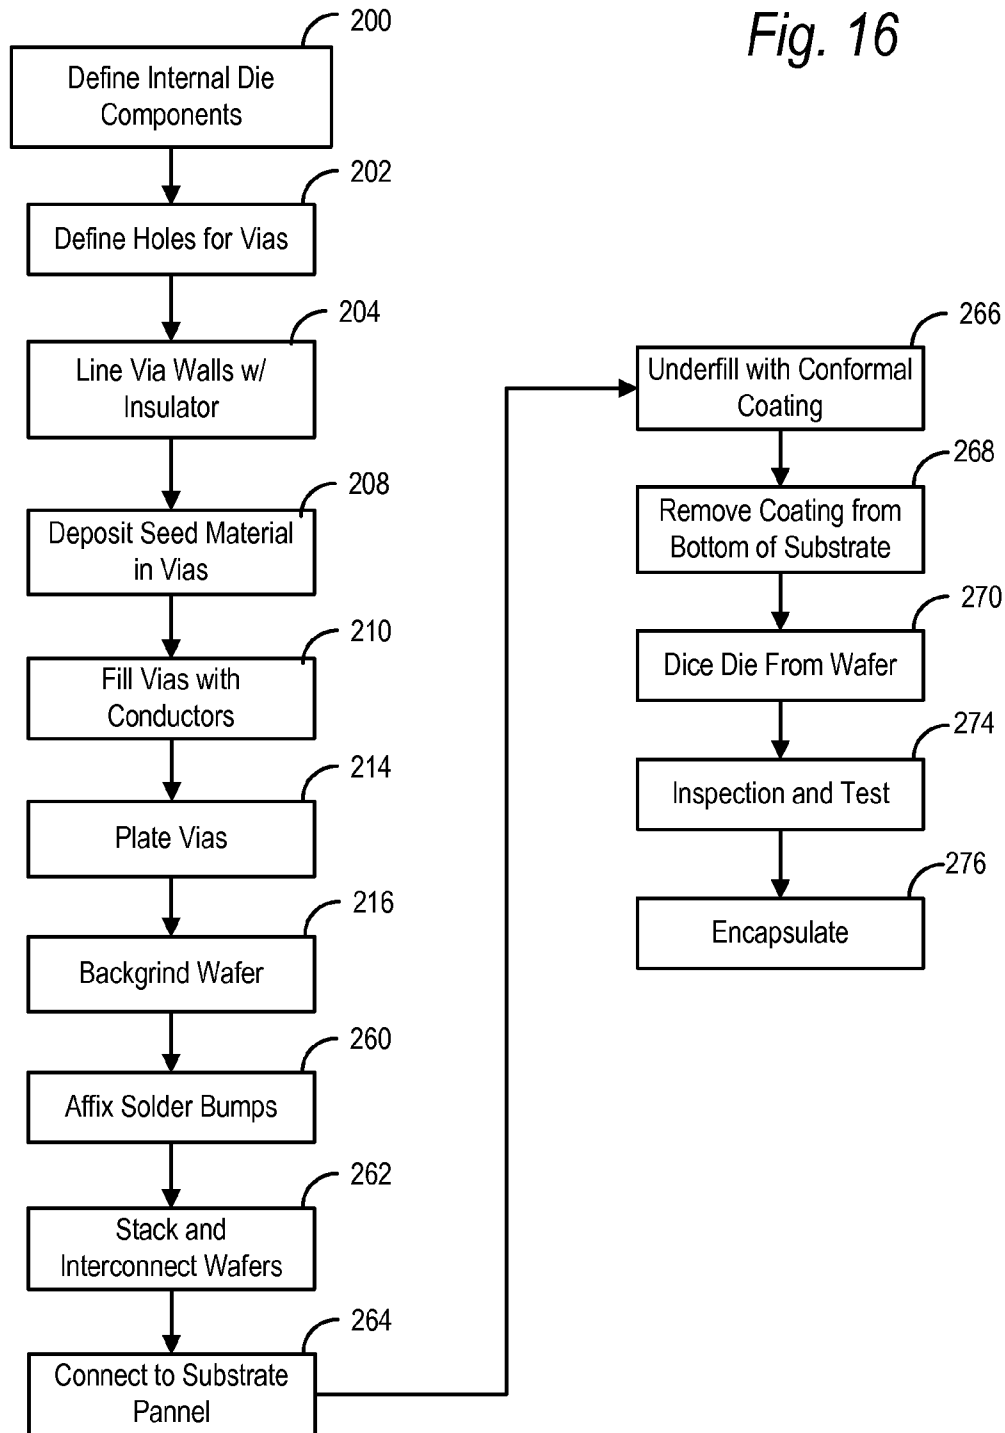 Fig. 16
200
Define Internal Die
Components
202
Define Holes for Vias
204
Line Via Walls w/
Insulator
208
Deposit Seed Material
in Vias
210
Fill Vias with
Conductors
214
Plate Vias
216
Backgrind Wafer
260
Affix Solder Bumps
262
Stack and
Interconnect Wafers
264
Connect to Substrate
Pannel
266
Underfill with Conformal
Coating
268
Remove Coating from
Bottom of Substrate
270
Dice Die From Wafer
274
Inspection and Test
276
Encapsulate